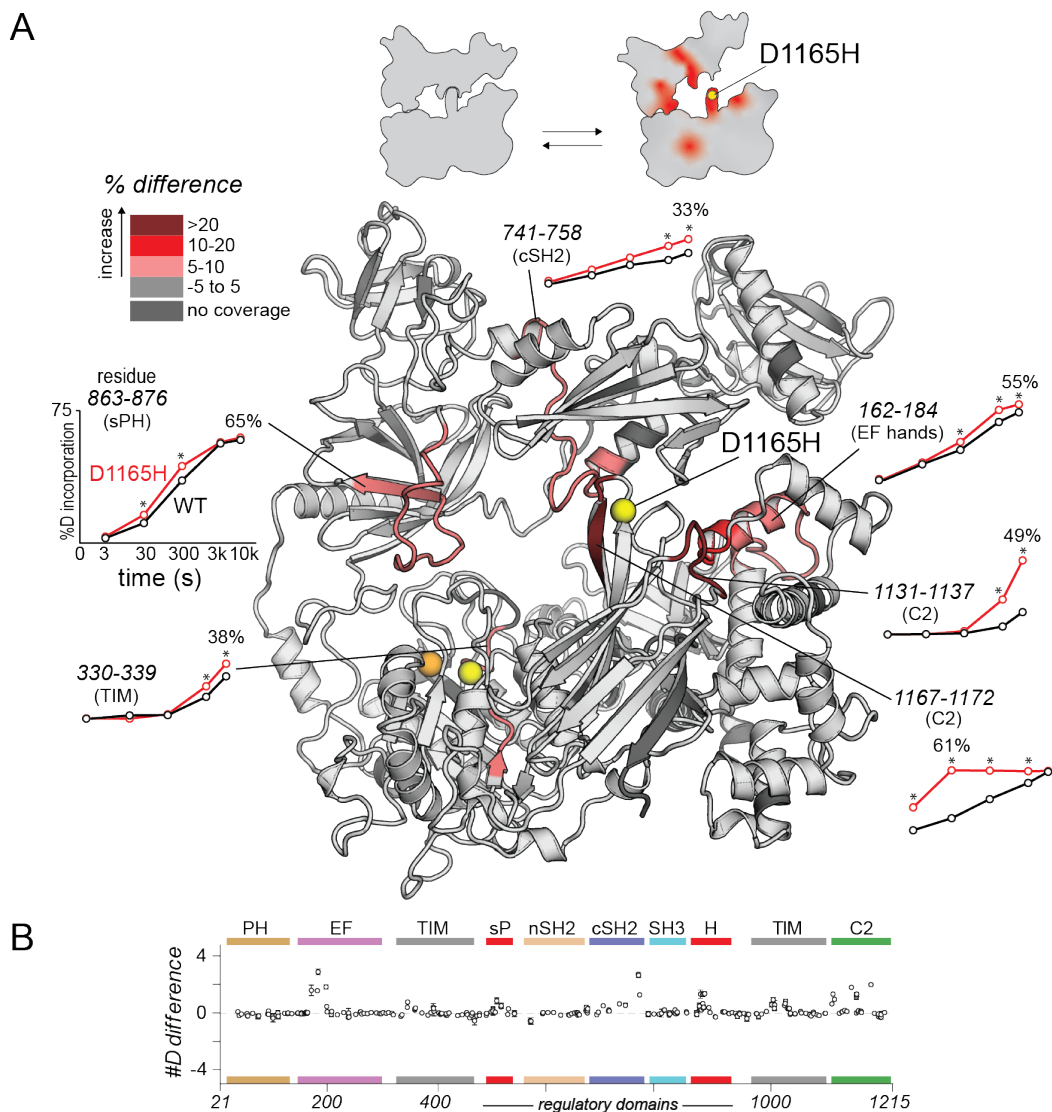 A
D1165H
% difference
increase
>20
10-20
5-10
-5 to 5
no coverage
741-758
(cSH2)
33%
residue
863-876
(sPH)
75
65%
%D incorporation
D1165H
WT
0 3 30 300 3k 10k
time (s)
55%
162-184
(EF hands)
D1165H
49%
1131-1137
(C2)
38%
330-339
(TIM)
1167-1172
(C2)
61%
* * * * * * * * * * * * * * *
B
PH EF TIM sP nSH2 cSH2 SH3 H TIM C2
#D difference
4
0
-4
21 200 400 regulatory domains 1000 1215